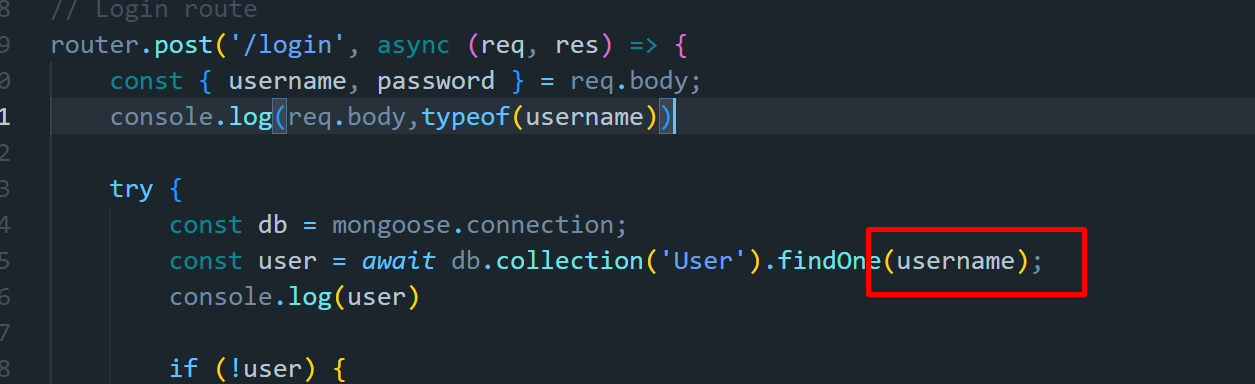 8 // Login route
9 router.post('/login', async (req, res) => {
0 const { username, password } = req.body;
1 console.log(req.body,typeof(username))
2
3 try {
4 const db = mongoose.connection;
5 const user = await db.collection('User').findOne(username);
6 console.log(user)
7
8 if (!user) {